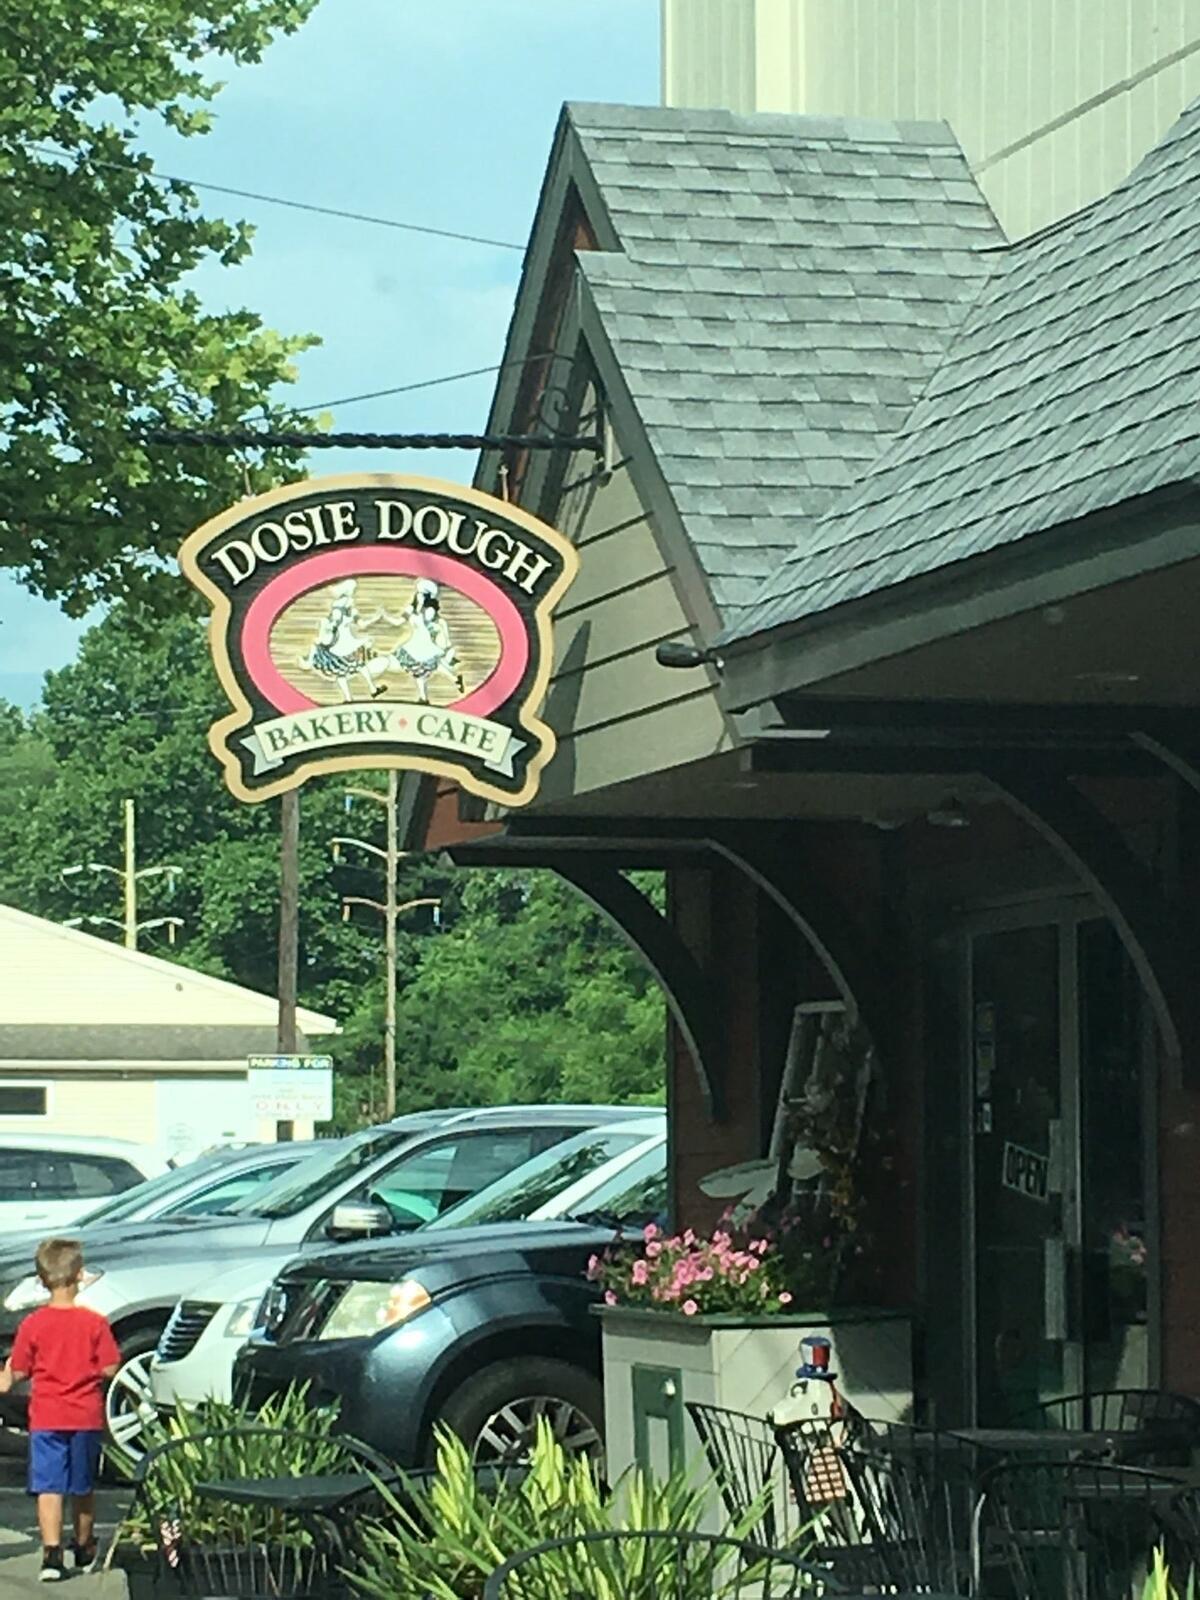 DOSIE DOUGH
BAKERY CAFE
PARKING FOR
ONLY
OPEN